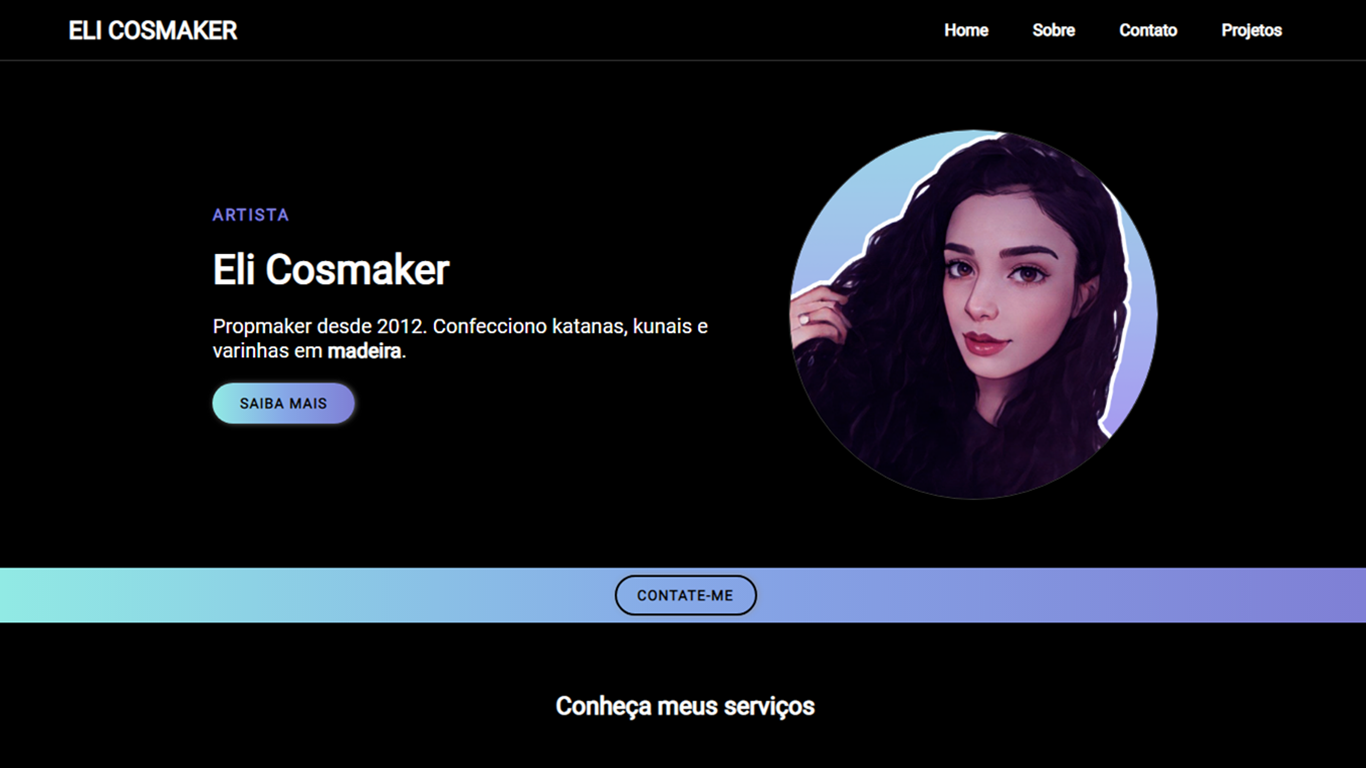 ELI COSMAKER
Home Sobre Contato Projetos
ARTISTA
Eli Cosmaker
Propmaker desde 2012. Confecciono katanas, kunais e
varinhas em madeira.
SAIBA MAIS
CONTATE-ME
Conheça meus serviços